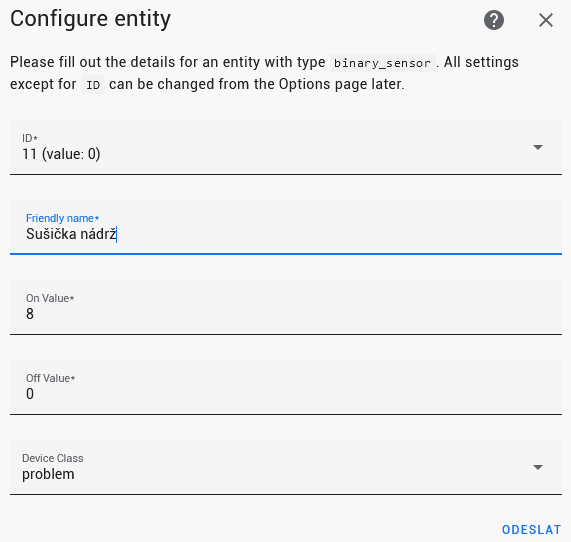 Configure entity
Please fill out the details for an entity with type binary_sensor. All settings
except for ID can be changed from the Options page later.
ID*
11 (value: 0)
Friendly name*
Sušička nádrž
On Value*
8
Off Value*
0
Device Class
problem
ODESLAT